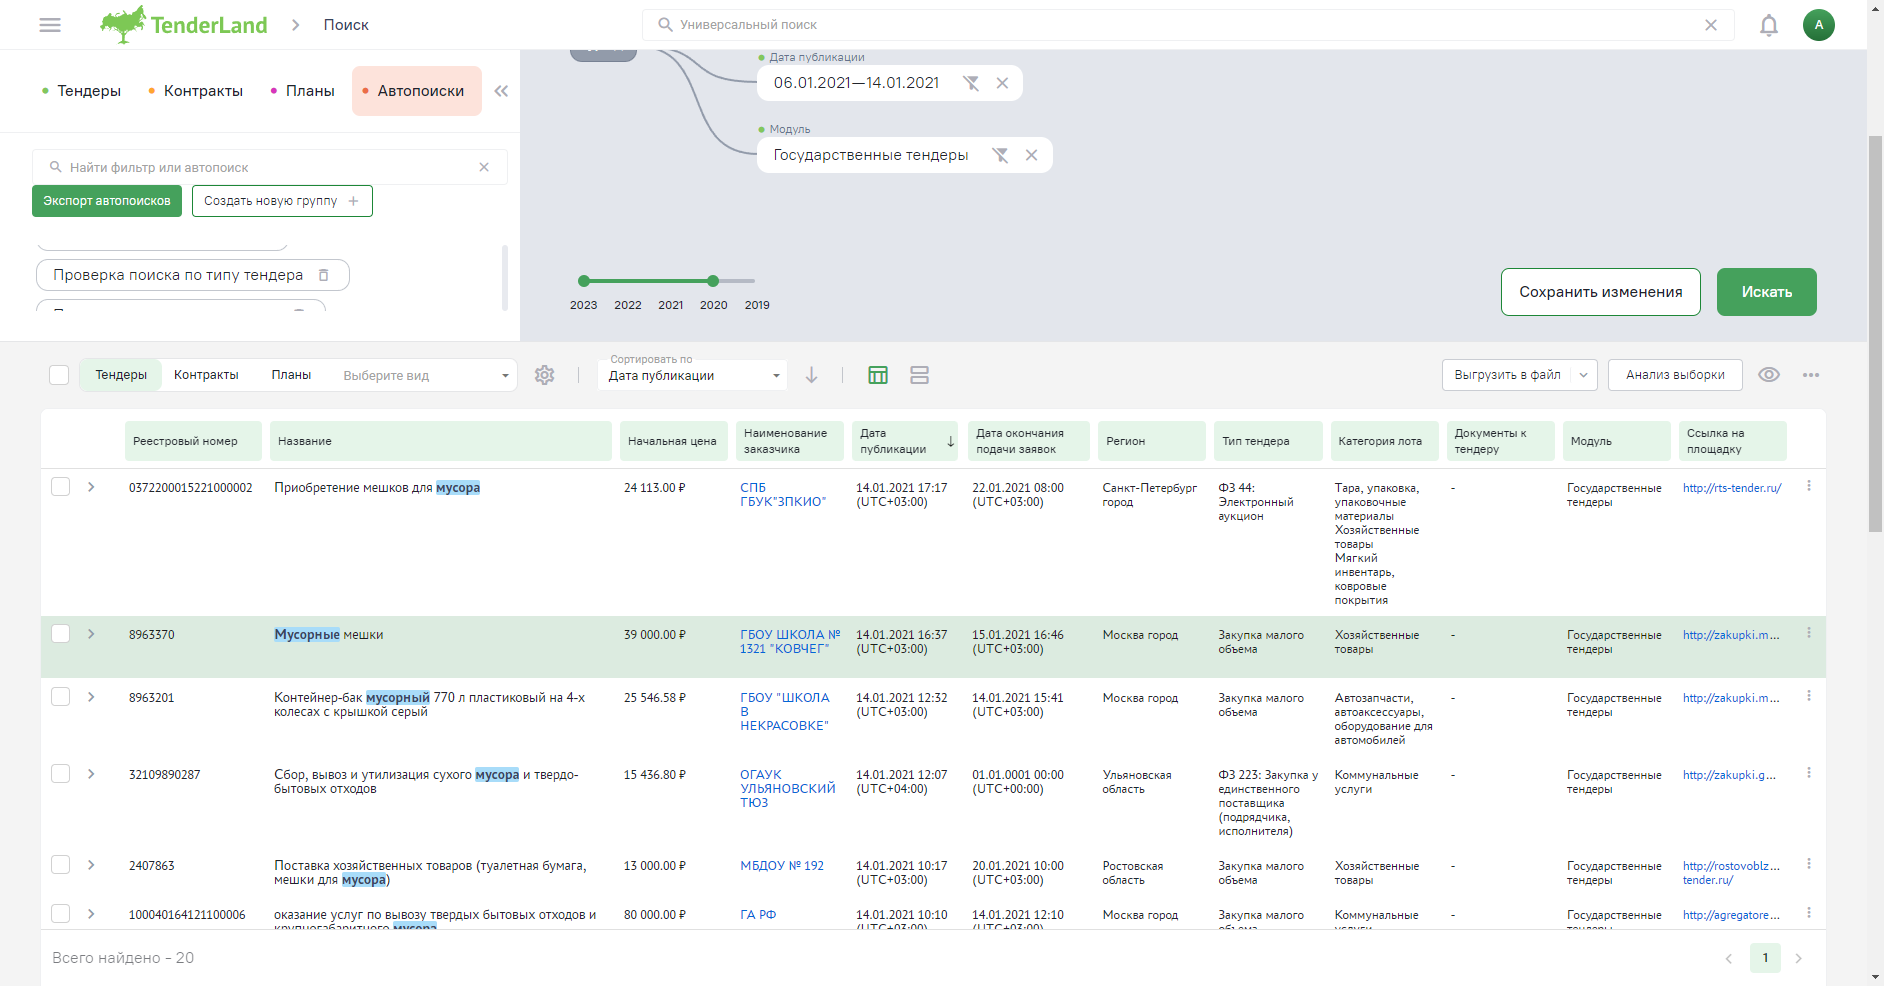 TenderLand
Поиск
Универсальный поиск
А
Тендеры
Контракты
Планы
Автопоиски
Найти фильтр или автопоиск
Экспорт автопоисков
Создать новую группу
Проверка поиска по типу тендера
Дата публикации
06.01.2021—14.01.2021
Модуль
Государственные тендеры
2023 2022 2021 2020 2019
Сохранить изменения
Искать
Тендеры
Контракты
Планы
Выберите вид
Сортировать по
Дата публикации
Выгрузить в файл
Анализ выборки
Реестровый номер
Название
Начальная цена
Наименование
заказчика
Дата
публикации
Дата окончания
подачи заявок
Регион
Тип тендера
Категория лота
Документы к
тендеру
Модуль
Ссылка на
площадку
0372200015221000002
Приобретение мешков для мусора
24 113.00 ₽
СПБ
ГБУК"ЗПКИО"
14.01.2021 17:17
(UTC+03:00)
22.01.2021 08:00
(UTC+03:00)
Санкт-Петербург
город
ФЗ 44:
Электронный
аукцион
Тара, упаковка,
упаковочные
материалы
Хозяйственные
товары
Мягкий
инвентарь,
ковровые
покрытия
-
Государственные
тендеры
http://rts-tender.ru/
8963370
Мусорные мешки
39 000.00 ₽
ГБОУ ШКОЛА №
1321 "КОВЧЕГ"
14.01.2021 16:37
(UTC+03:00)
15.01.2021 16:46
(UTC+03:00)
Москва город
Закупка малого
объема
Хозяйственные
товары
-
Государственные
тендеры
http://zakupki.m...
8963201
Контейнер-бак мусорный 770 л пластиковый на 4-х
колесах с крышкой серый
25 546.58 ₽
ГБОУ "ШКОЛА
В
НЕКРАСОВКЕ"
14.01.2021 12:32
(UTC+03:00)
14.01.2021 15:41
(UTC+03:00)
Москва город
Закупка малого
объема
Автозапчасти,
автоаксессуары,
оборудование для
автомобилей
-
Государственные
тендеры
http://zakupki.m...
32109890287
Сбор, вывоз и утилизация сухого мусора и твердо-
бытовых отходов
15 436.80 ₽
ОГАУК
УЛЬЯНОВСКИЙ
ТЮЗ
14.01.2021 12:07
(UTC+04:00)
01.01.0001 00:00
(UTC+00:00)
Ульяновская
область
ФЗ 223: Закупка у
единственного
поставщика
(подрядчика,
исполнителя)
Коммунальные
услуги
-
Государственные
тендеры
http://zakupki.g...
2407863
Поставка хозяйственных товаров (туалетная бумага,
мешки для мусора)
13 000.00 ₽
МБДОУ № 192
14.01.2021 10:17
(UTC+03:00)
20.01.2021 10:00
(UTC+03:00)
Ростовская
область
Закупка малого
объема
Хозяйственные
товары
-
Государственные
тендеры
http://rostovoblz...
tender.ru/
100040164121100006
оказание услуг по вывозу твердых бытовых отходов и
крупногабаритного мусора
80 000.00 ₽
ГА РФ
14.01.2021 10:10
(UTC+03:00)
14.01.2021 12:10
(UTC+03:00)
Москва город
Закупка малого
объема
Коммунальные
услуги
-
Государственные
тендеры
http://agregatore...
Всего найдено - 20
1